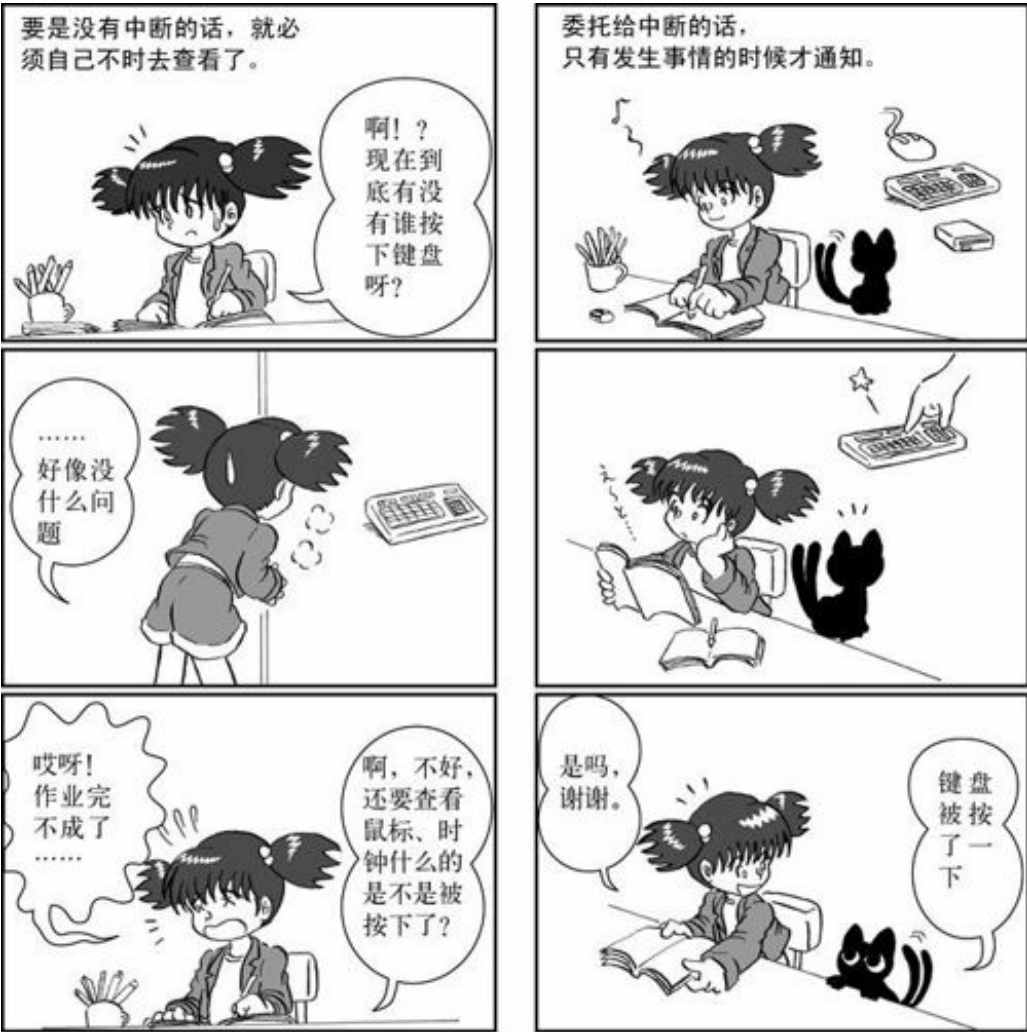 要是没有中断的话，就必
须自己不时去查看了。
啊！？
现在到
底有没
有谁按
下键盘
呀？
……
好像没
什么问
题
哎呀！
作业完
不成了
……
啊，不好，
还要查看
鼠标、时
钟什么的
是不是被
按下了？
委托给中断的话，
只有发生事情的时候才通知。
えーと…
是吗，
谢谢。
键盘
被按
了一
下